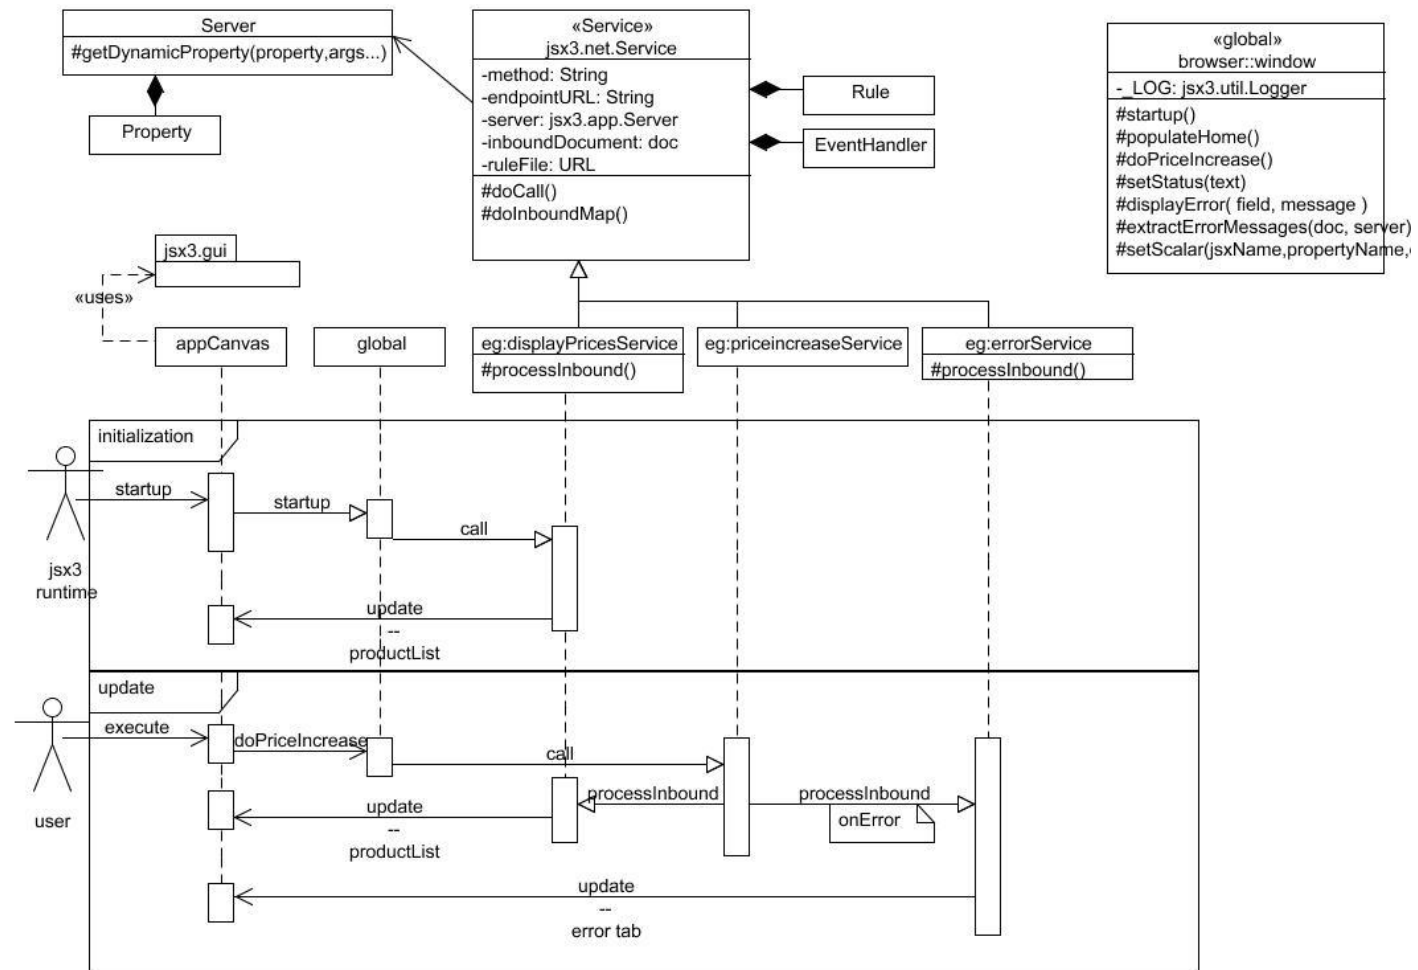 Server
#getDynamicProperty(property,args...)
Property
«Service»
jsx3.net.Service
-method: String
-endpointURL: String
-server: jsx3.app.Server
-inboundDocument: doc
-ruleFile: URL
#doCall()
#doInboundMap()
Rule
EventHandler
«global»
browser::window
-_LOG: jsx3.util.Logger
#startup()
#populateHome()
#doPriceIncrease()
#setStatus(text)
#displayError( field, message )
#extractErrorMessages(doc, server)
#setScalar(jsxName,propertyName,
jsx3.gui
«uses»
appCanvas
global
eg:displayPricesService
#processInbound()
eg:priceincreaseService
eg:errorService
#processInbound()
initialization
jsx3
runtime
startup
startup
call
update
--
productList
update
user
execute
doPriceIncrease
call
processInbound
processInbound
onError
update
--
productList
update
--
error tab